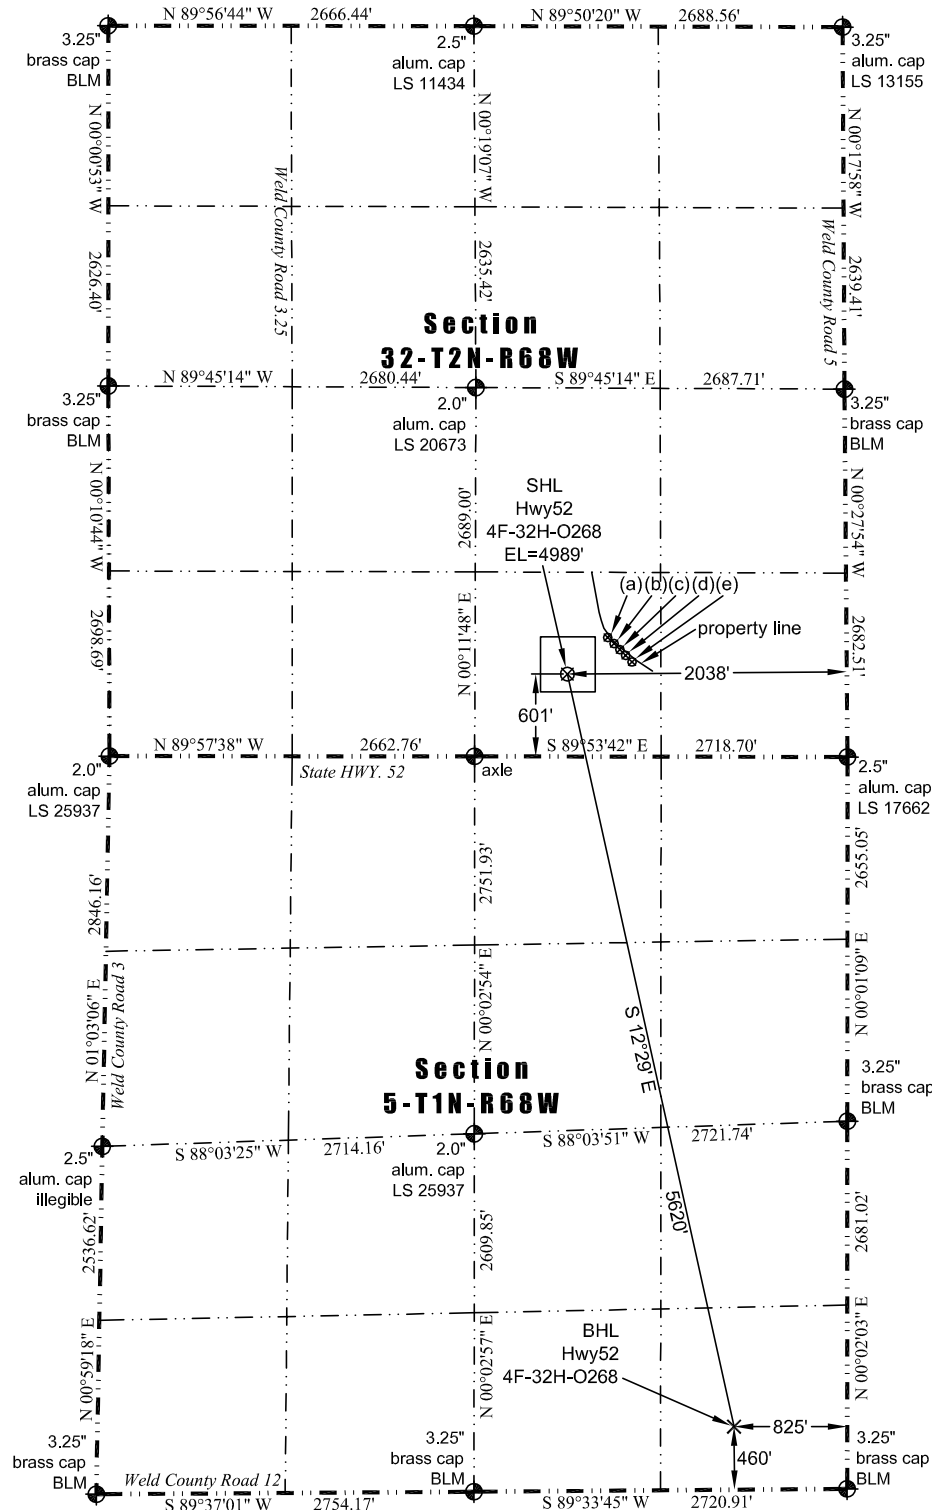 N 89°56'44" W 2666.44'
N 89°50'20" W 2688.56'
3.25"
brass cap
BLM
2.5"
alum. cap
LS 11434
3.25"
alum. cap
LS 13155
N 00°00'53" W
2626.40'
Weld County Road 3.25
N 00°19'07" W
2635.42'
N 00°17'58" W
2639.41'
Weld County Road 5
Section
32-T2N-R68W
N 89°45'14" W 2680.44'
S 89°45'14" E 2687.71'
3.25"
brass cap
BLM
2.0"
alum. cap
LS 20673
3.25"
brass cap
BLM
N 00°10'44" W
2698.69'
2689.00'
N 00°11'48" E
N 00°27'54" W
2682.51'
SHL
Hwy52
4F-32H-O268
EL=4989'
(a)(b)(c)(d)(e)
property line
2038'
601'
N 89°57'38" W 2662.76'
S 89°53'42" E 2718.70'
State HWY. 52
axle
2.0"
alum. cap
LS 25937
2.5"
alum. cap
LS 17662
2846.16'
N 01°03'06" E
Weld County Road 3
2751.93'
N 00°02'54" E
2655.05'
N 00°01'09" E
S 12°29' E
5620'
Section
5-T1N-R68W
3.25"
brass cap
BLM
S 88°03'25" W 2714.16'
S 88°03'51" W 2721.74'
2.5"
alum. cap
illegible
2.0"
alum. cap
LS 25937
2536.62'
N 00°59'18" E
2609.85'
N 00°02'57" E
2681.02'
N 00°02'03" E
BHL
Hwy52
4F-32H-O268
825'
460'
3.25"
brass cap
BLM
3.25"
brass cap
BLM
3.25"
brass cap
BLM
Weld County Road 12
S 89°37'01" W 2754.17'
S 89°33'45" W 2720.91'